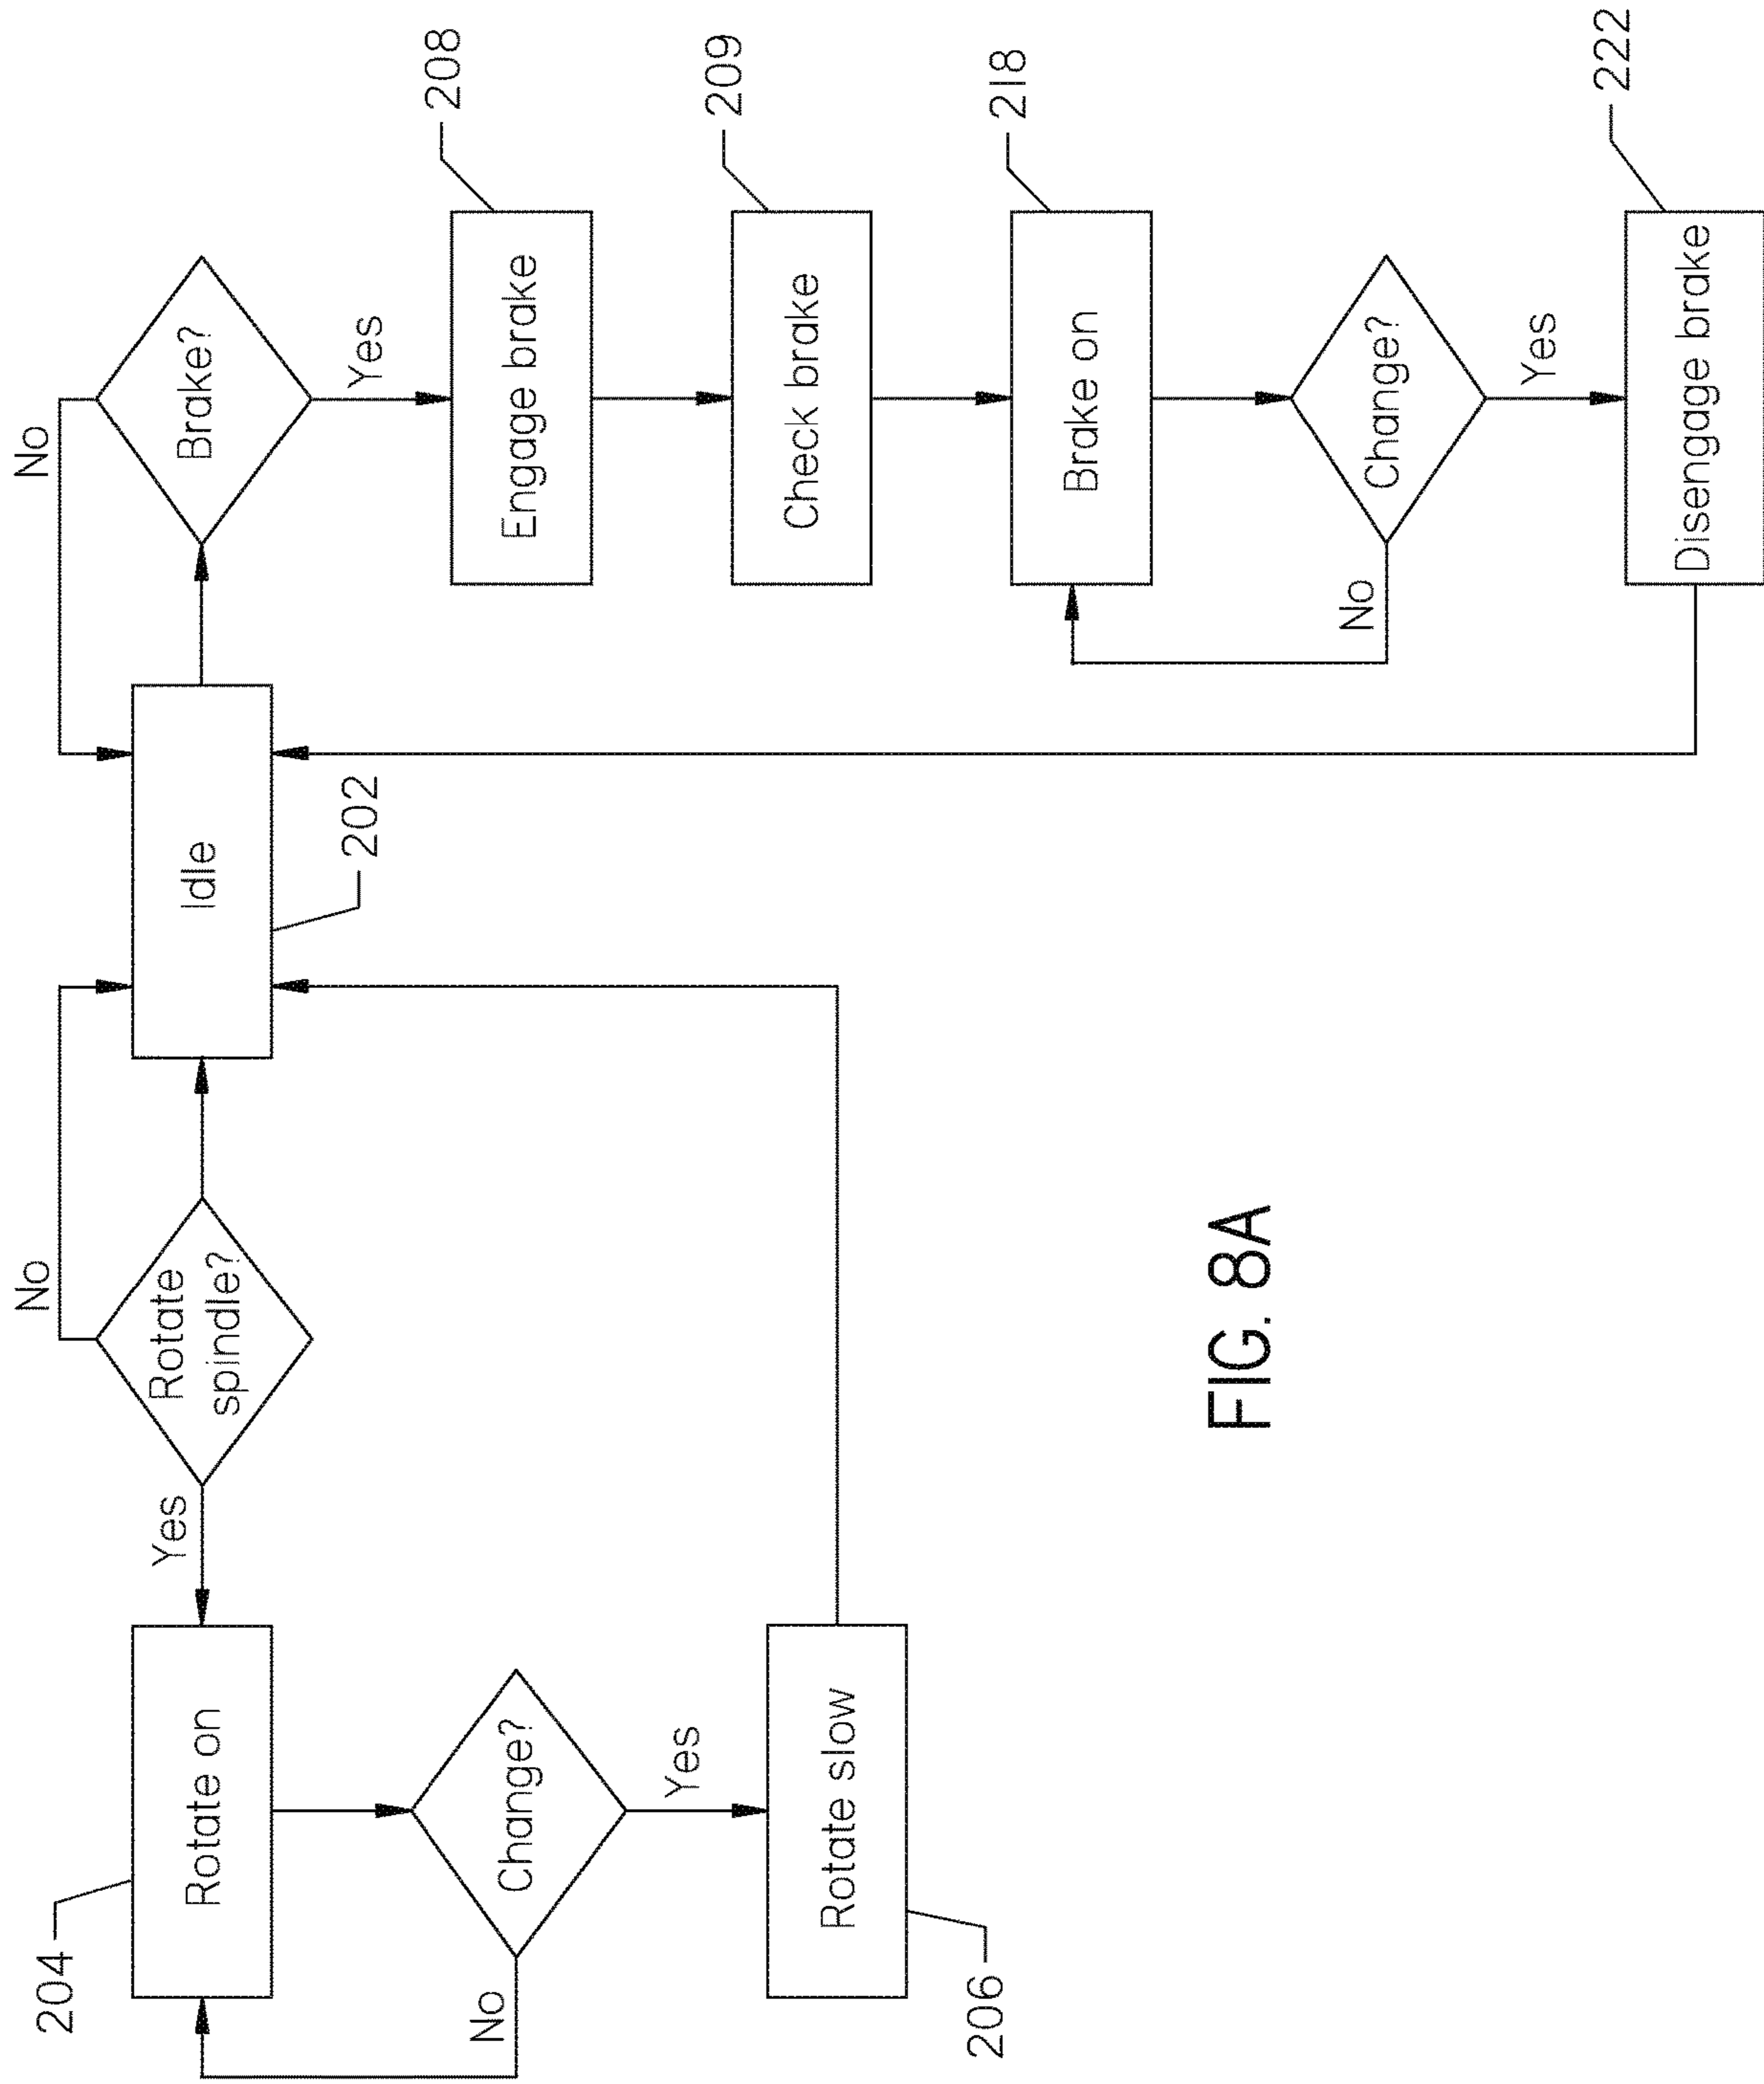 204
Rotate on
No
Change?
Yes
Rotate slow
206
Yes
Rotate
spindle?
No
Idle
202
No
Brake?
Yes
Engage brake
208
Check brake
209
Brake on
218
No
Change?
Yes
Disengage brake
222
FIG. 8A